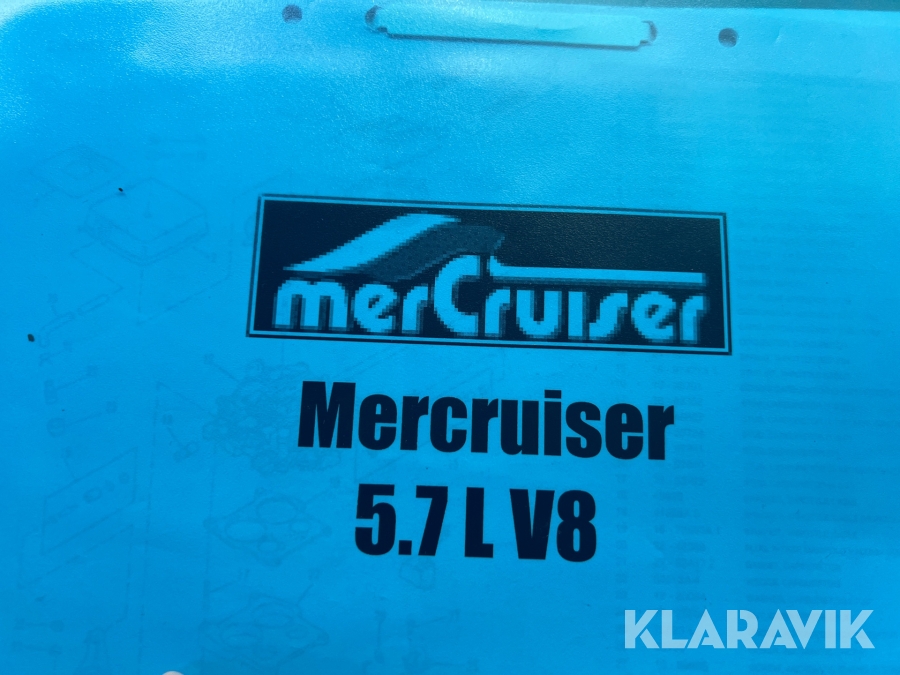 merCruiser
Mercruiser
5.7 L V8
KLARAVIK